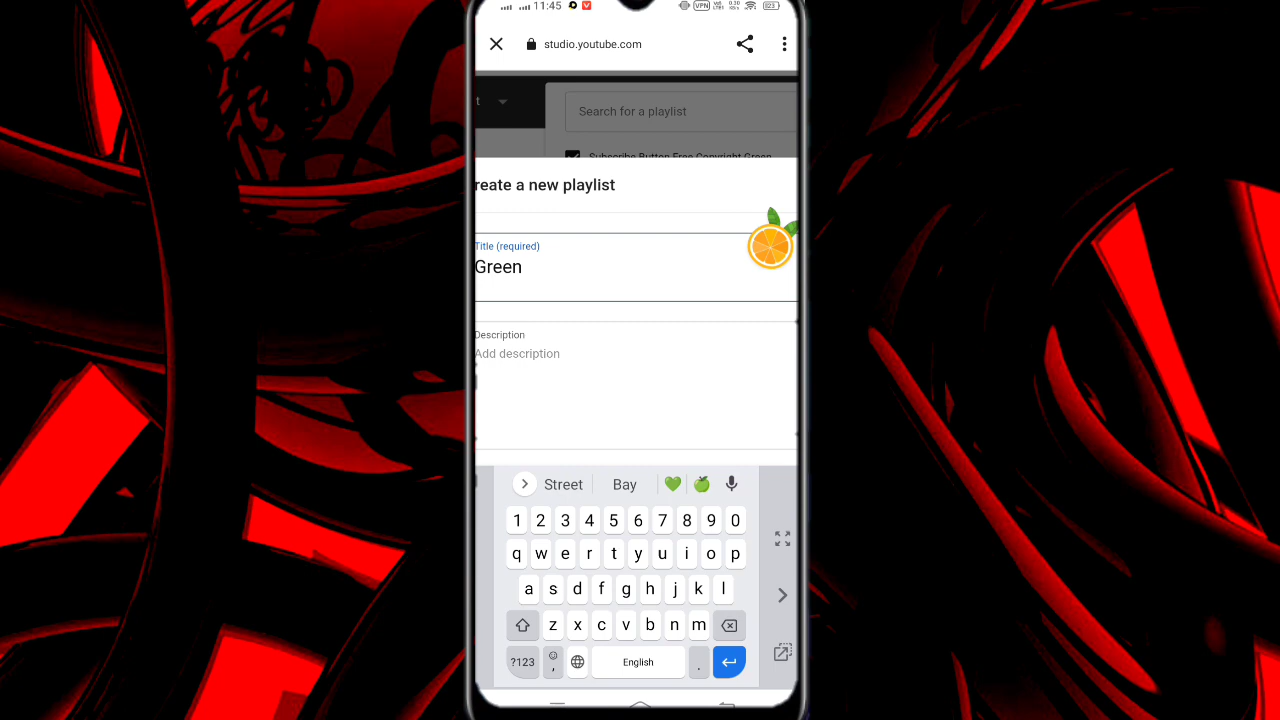 11:45 VPN
studio.youtube.com
t
Search for a playlist
Subscribe Button Free Copyright Green
reate a new playlist
Title (required)
Green
Description
Add description
Street Bay
1 2 3 4 5 6 7 8 9 0
q w e r t y u i o p
a s d f g h j k l
z x c v b n m
?123 , English .